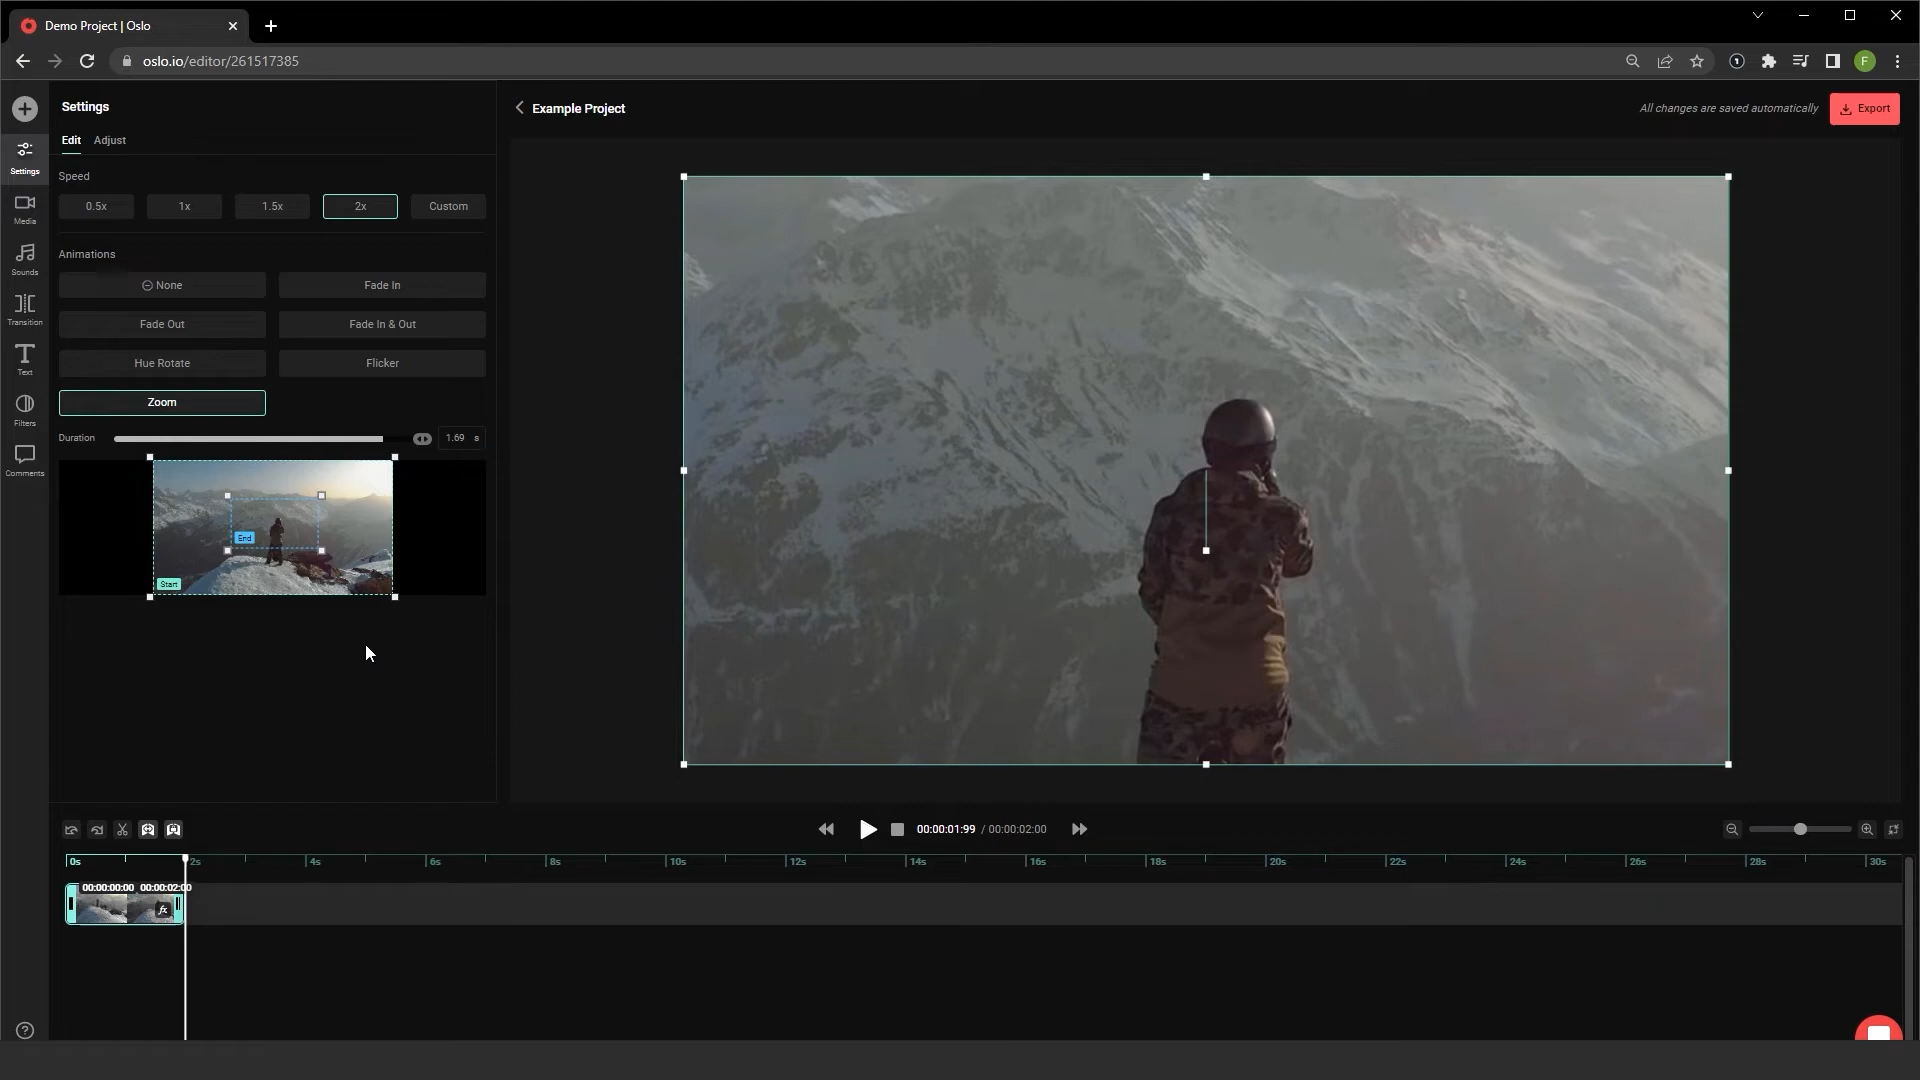 Demo Project | Oslo
oslo.io/editor/261517385
F
Settings
Example Project
All changes are saved automatically
Export
Edit
Adjust
Settings
Speed
0.5x
1x
1.5x
2x
Custom
Media
Animations
None
Fade In
Sounds
Fade Out
Fade In & Out
Transition
Hue Rotate
Flicker
Text
Zoom
Filters
Duration
1.69 s
Comments
End
Start
00:00:01:99 / 00:00:02:00
0s
2s
4s
6s
8s
10s
12s
14s
16s
18s
20s
22s
24s
26s
28s
30s
00:00:00:00
00:00:02:00
fx